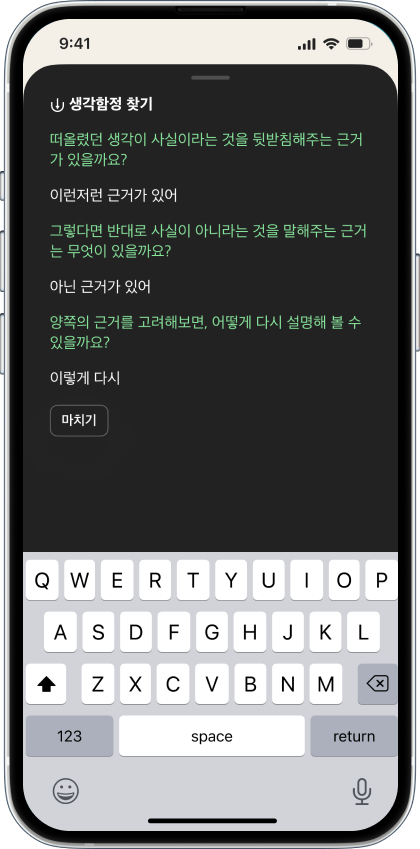 9:41
생각함정 찾기
떠올렸던 생각이 사실이라는 것을 뒷받침해주는 근거
가 있을까요?
이런저런 근거가 있어
그렇다면 반대로 사실이 아니라는 것을 말해주는 근거
는 무엇이 있을까요?
아닌 근거가 있어
양쪽의 근거를 고려해보면, 어떻게 다시 설명해 볼 수
있을까요?
이렇게 다시
마치기
Q W E R T Y U I O P
A S D F G H J K L
Z X C V B N M
123 space return